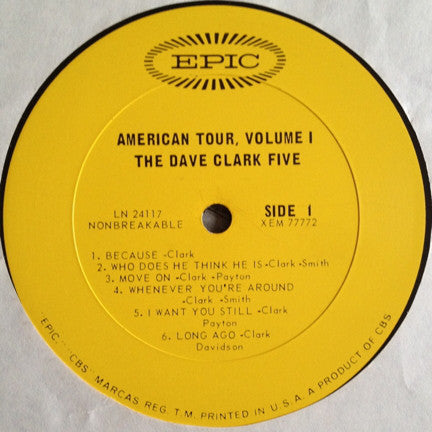 EPIC
AMERICAN TOUR, VOLUME I
THE DAVE CLARK FIVE
LN 24117
NONBREAKABLE
SIDE 1
XEM 77772
1. BECAUSE -Clark
2. WHO DOES HE THINK HE IS -Clark -Smith
3. MOVE ON -Clark -Payton
4. WHENEVER YOU'RE AROUND
-Clark -Smith
5. I WANT YOU STILL -Clark
Payton
6. LONG AGO -Clark
Davidson
"EPIC", "CBS" MARCAS REG. T.M. PRINTED IN U.S.A. A PRODUCT OF CBS